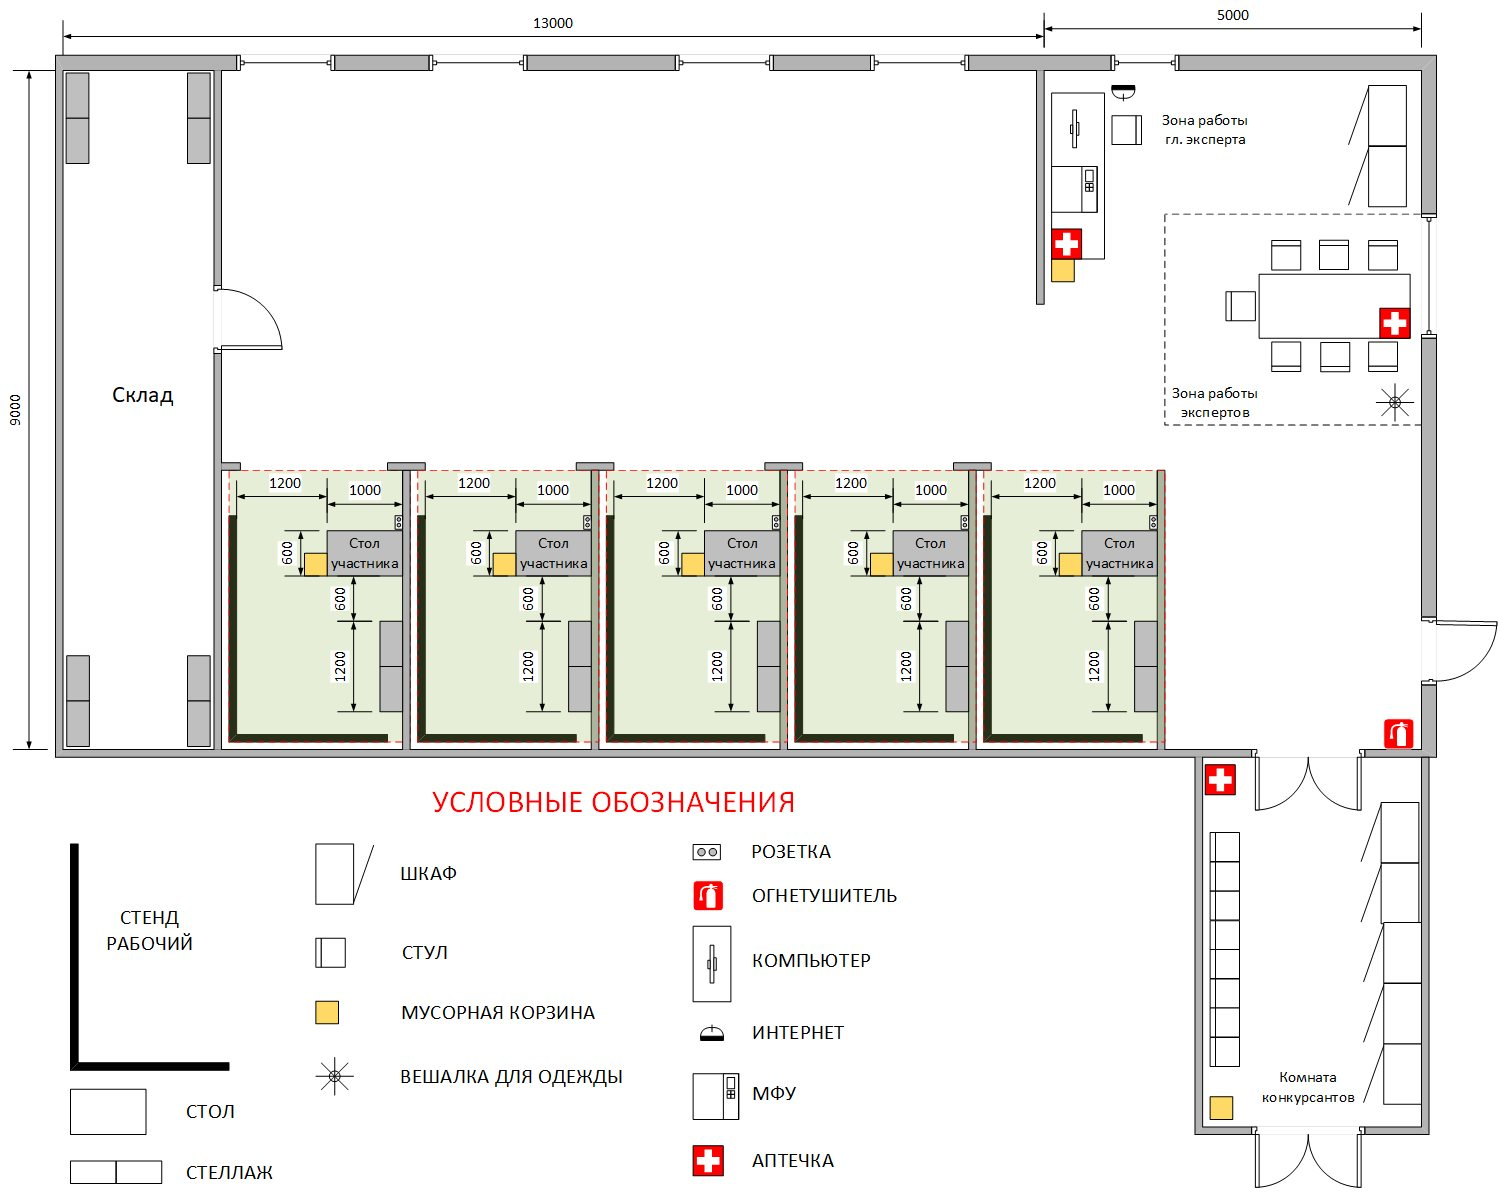 13000
5000
Зона работы
гл. эксперта
9000
Склад
Зона работы
экспертов
1200
1000
600
Стол
участника
600
1200
1200
1000
600
Стол
участника
600
1200
1200
1000
600
Стол
участника
600
1200
1200
1000
600
Стол
участника
600
1200
1200
1000
600
Стол
участника
600
1200
УСЛОВНЫЕ ОБОЗНАЧЕНИЯ
СТЕНД
РАБОЧИЙ
СТОЛ
СТЕЛЛАЖ
ШКАФ
СТУЛ
МУСОРНАЯ КОРЗИНА
ВЕШАЛКА ДЛЯ ОДЕЖДЫ
РОЗЕТКА
ОГНЕТУШИТЕЛЬ
КОМПЬЮТЕР
ИНТЕРНЕТ
МФУ
АПТЕЧКА
Комната
конкурсантов